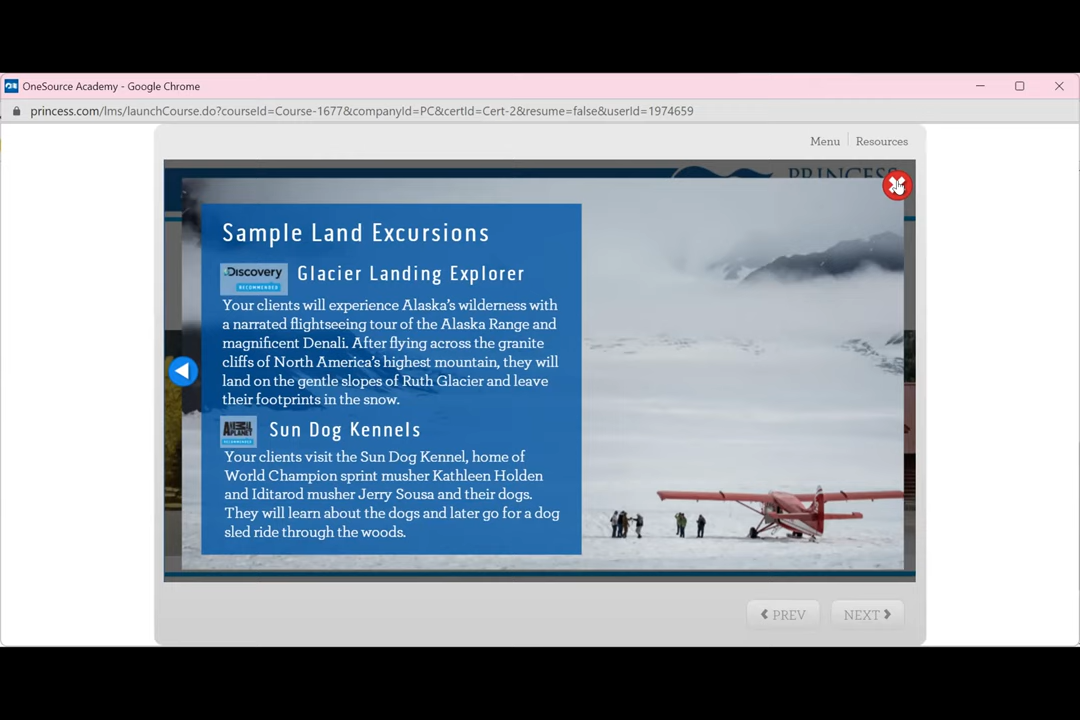 OneSource Academy - Google Chrome
princess.com/lms/launchCourse.do?courseId=Course-1677&companyId=PC&certId=Cert-2&resume=false&userId=1974659
Menu
Resources
PRINCESS
Sample Land Excursions
Discovery
RECOMMENDED
Glacier Landing Explorer
Your clients will experience Alaska's wilderness with
a narrated flightseeing tour of the Alaska Range and
magnificent Denali. After flying across the granite
cliffs of North America's highest mountain, they will
land on the gentle slopes of Ruth Glacier and leave
their footprints in the snow.
Sun Dog Kennels
Your clients visit the Sun Dog Kennel, home of
World Champion sprint musher Kathleen Holden
and Iditarod musher Jerry Sousa and their dogs.
They will learn about the dogs and later go for a dog
sled ride through the woods.
PREV
NEXT